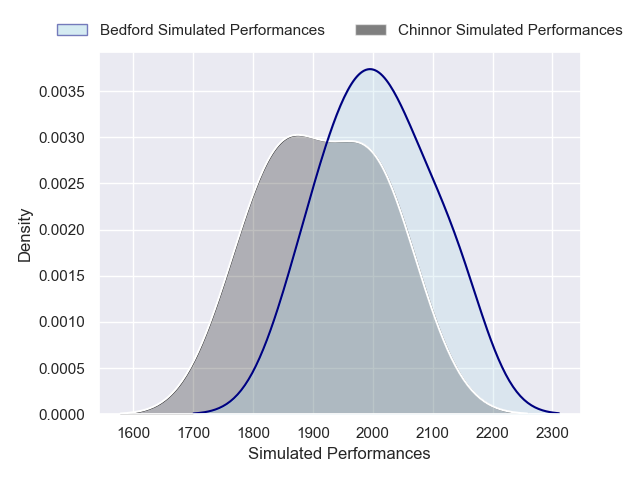 Bedford Simulated Performances Chinnor Simulated Performances
0.0035
0.0030
0.0025
0.0020
0.0015
0.0010
0.0005
0.0000
Density
1600 1700 1800 1900 2000 2100 2200 2300
Simulated Performances